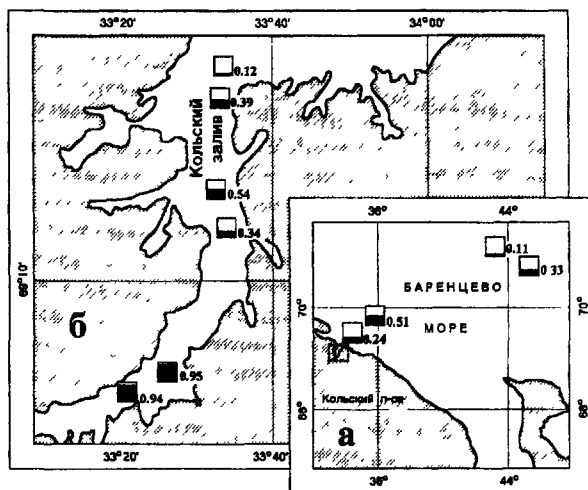 33° 20' 33° 40' 34° 00'
0.12
0.39
Кольский
залив
0.54
0.34
69° 10'
б
0.95
0.94
33° 20' 33° 40'
36° 44°
0.11
0 33
БАРЕНЦЕВО
70° 70°
0.51
МОРЕ
0.24
Кольский п-ов
68° 68°
а
36° 44°